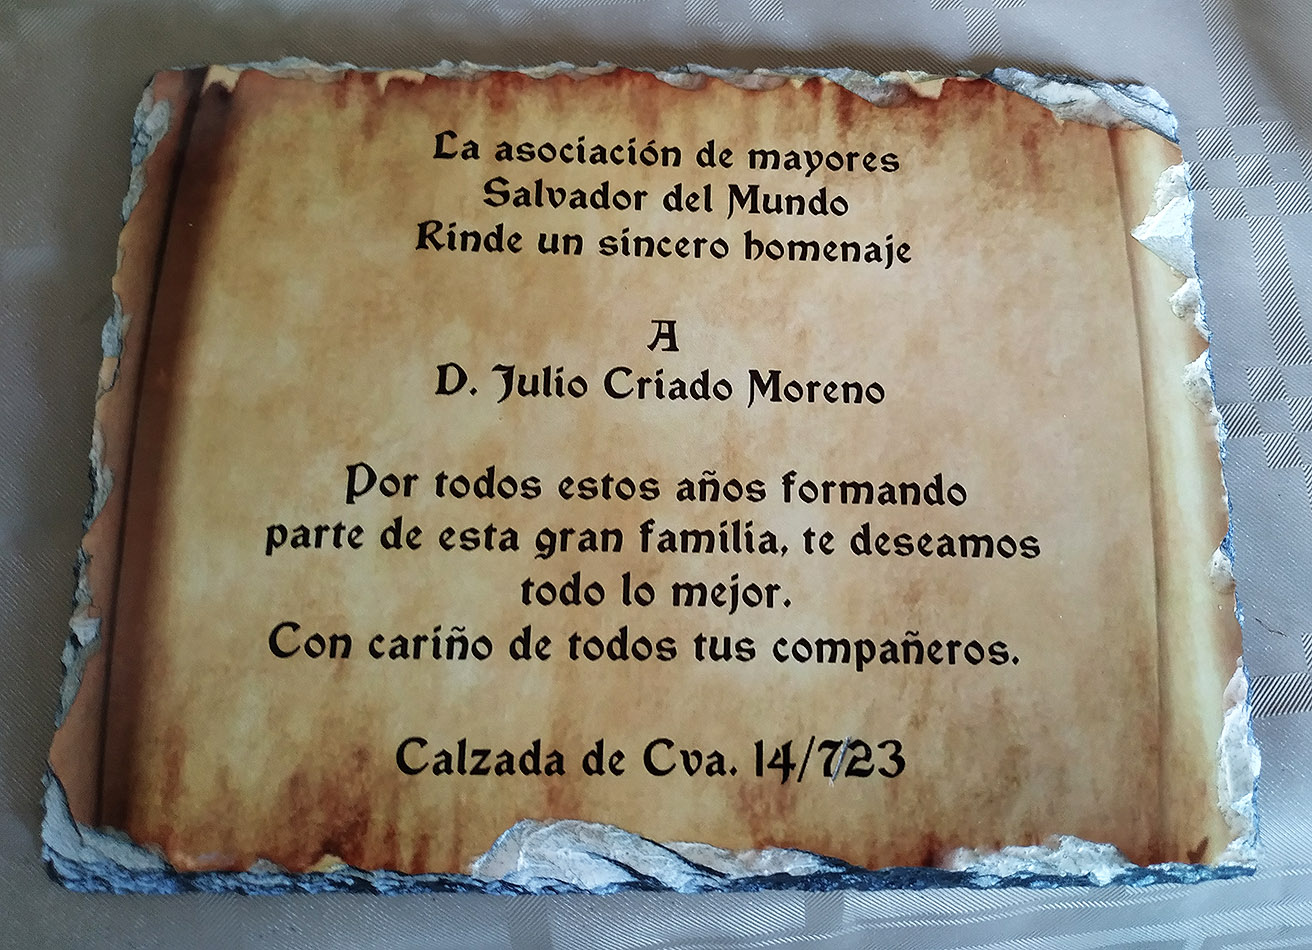 La asociación de mayores
Salvador del Mundo
Rinde un sincero homenaje
A
D. Julio Criado Moreno
Por todos estos años formando
parte de esta gran familia, te deseamos
todo lo mejor.
Con cariño de todos tus compañeros.
Calzada de Cva. 14/7/23